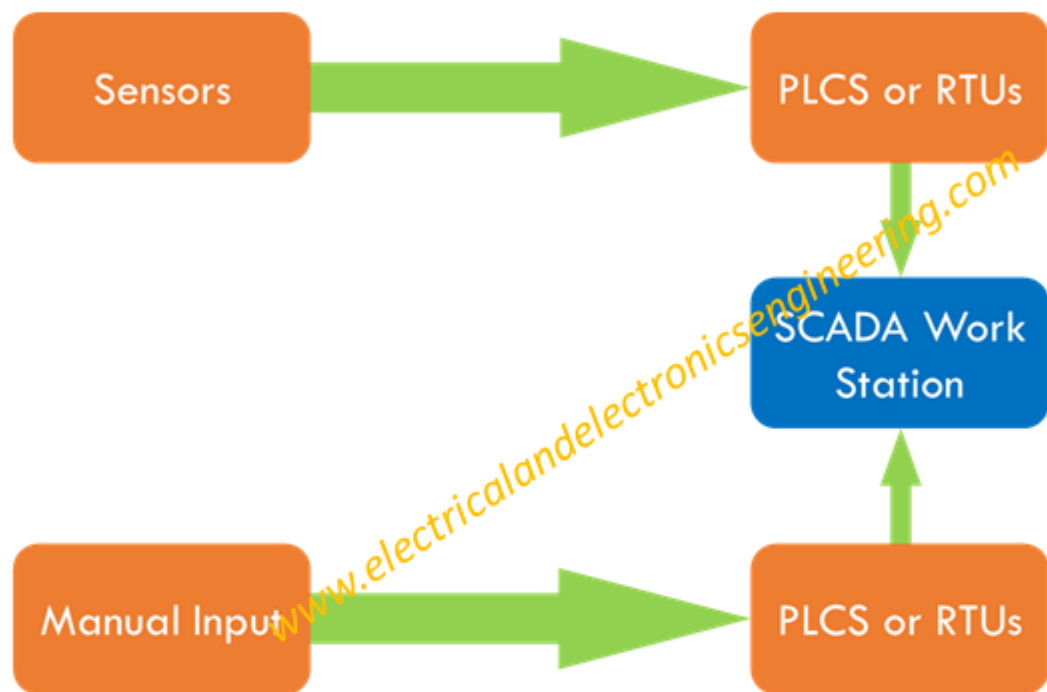 Sensors
PLCS or RTUs
SCADA Work
Station
Manual Input
PLCS or RTUs
www.electricalandelectronicsengineering.com